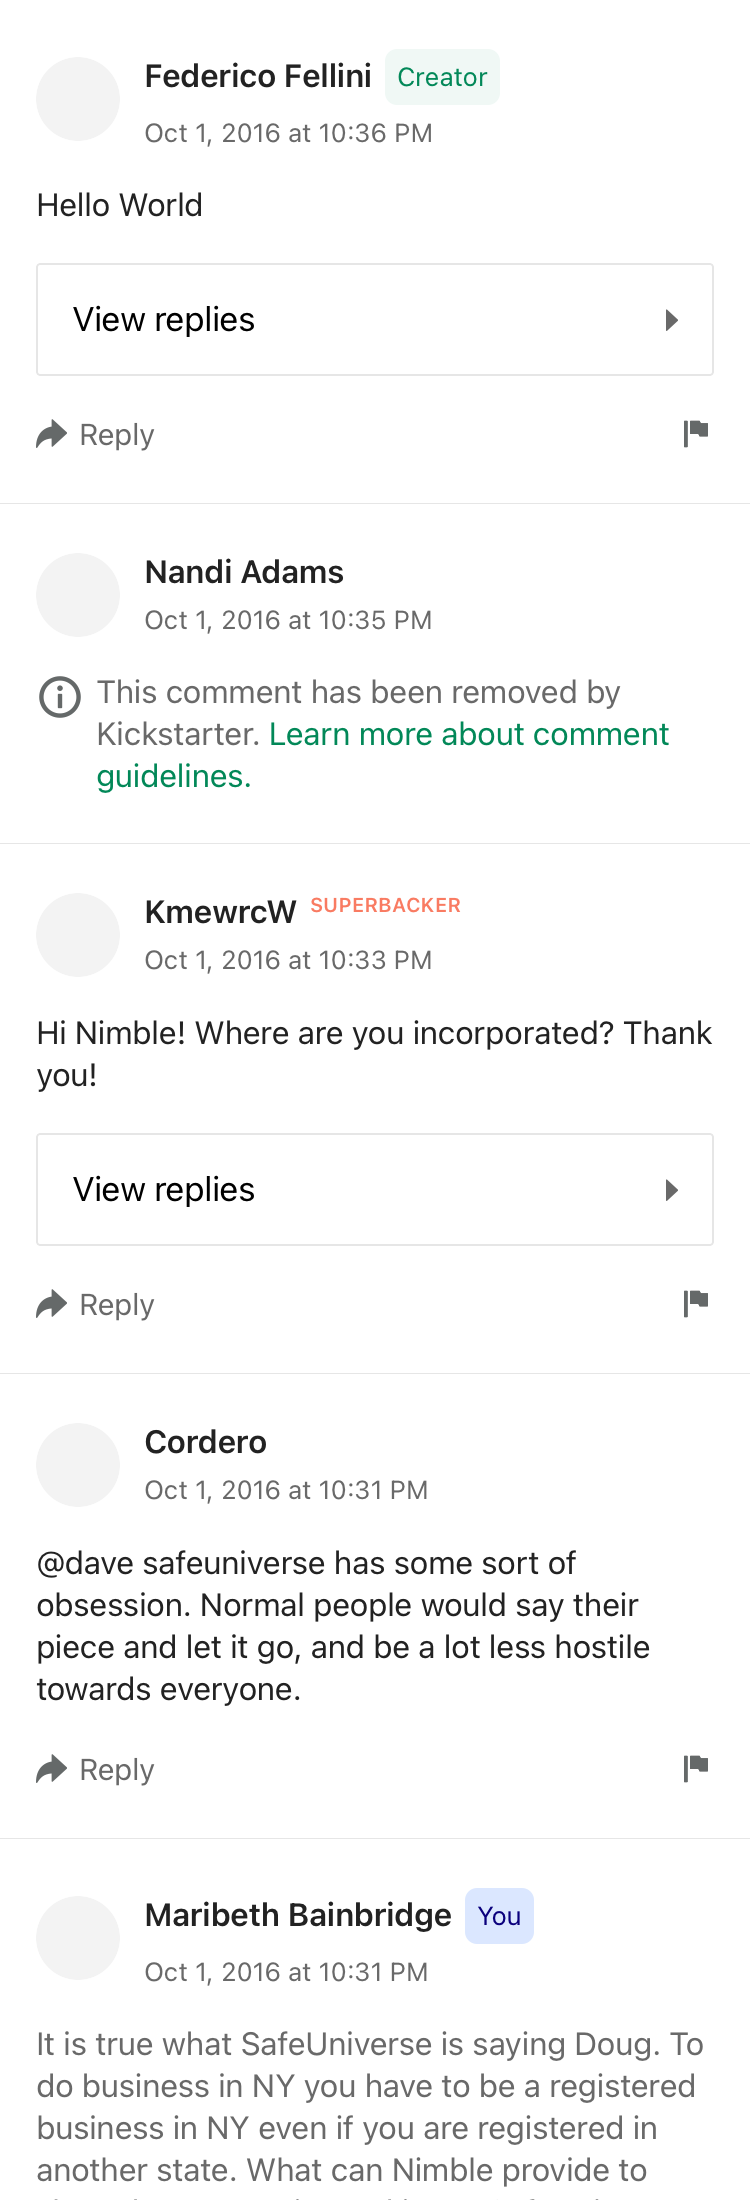 Federico Fellini Creator
Oct 1, 2016 at 10:36 PM
Hello World
View replies
Reply
Nandi Adams
Oct 1, 2016 at 10:35 PM
This comment has been removed by
Kickstarter. Learn more about comment
guidelines.
KmewrcW SUPERBACKER
Oct 1, 2016 at 10:33 PM
Hi Nimble! Where are you incorporated? Thank
you!
View replies
Reply
Cordero
Oct 1, 2016 at 10:31 PM
@dave safeuniverse has some sort of
obsession. Normal people would say their
piece and let it go, and be a lot less hostile
towards everyone.
Reply
Maribeth Bainbridge You
Oct 1, 2016 at 10:31 PM
It is true what SafeUniverse is saying Doug. To
do business in NY you have to be a registered
business in NY even if you are registered in
another state. What can Nimble provide to